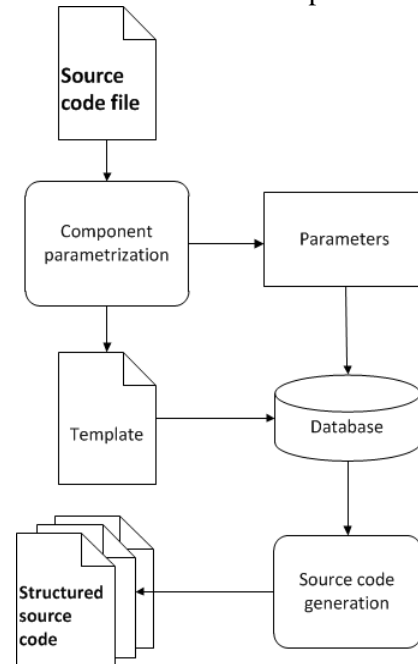 Source
code file
Component
parametrization
Parameters
Template
Database
Structured
source
code
Source code
generation